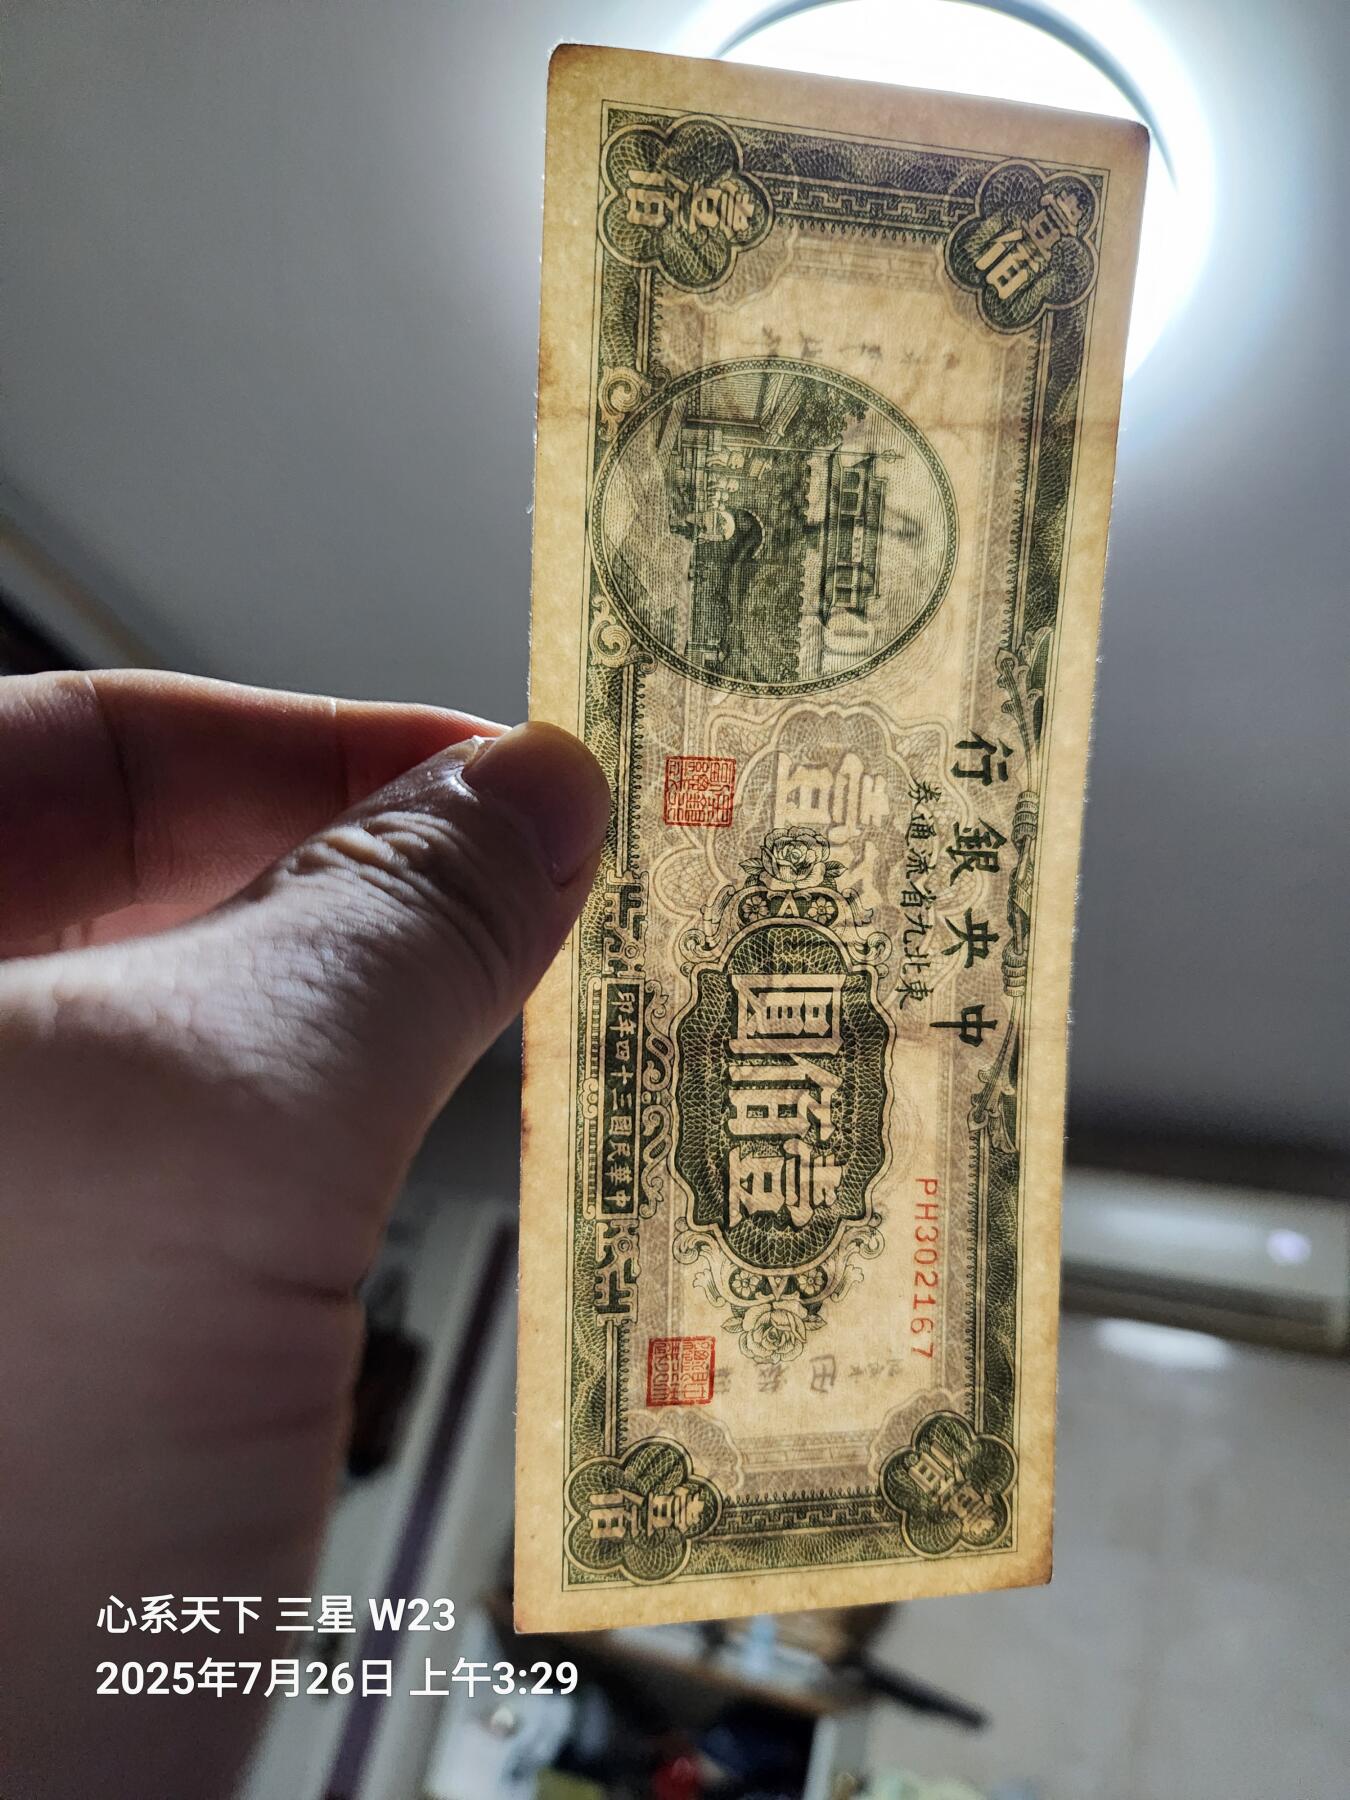 壹佰
壹佰
行銀央中
券通流省九北東
PH302167
圓佰壹
印年四十三國民華中
壹佰
壹佰
心系天下 三星 W23
2025年7月26日 上午3:29